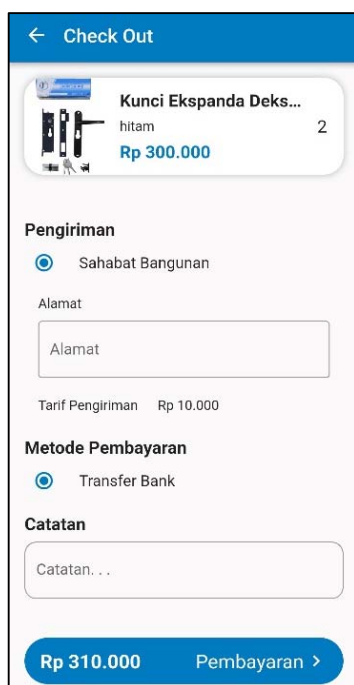 Check Out
Kunci Ekspanda Deks...
hitam 2
Rp 300.000
Pengiriman
Sahabat Bangunan
Alamat
Alamat
Tarif Pengiriman Rp 10.000
Metode Pembayaran
Transfer Bank
Catatan
Catatan. . .
Rp 310.000 Pembayaran >